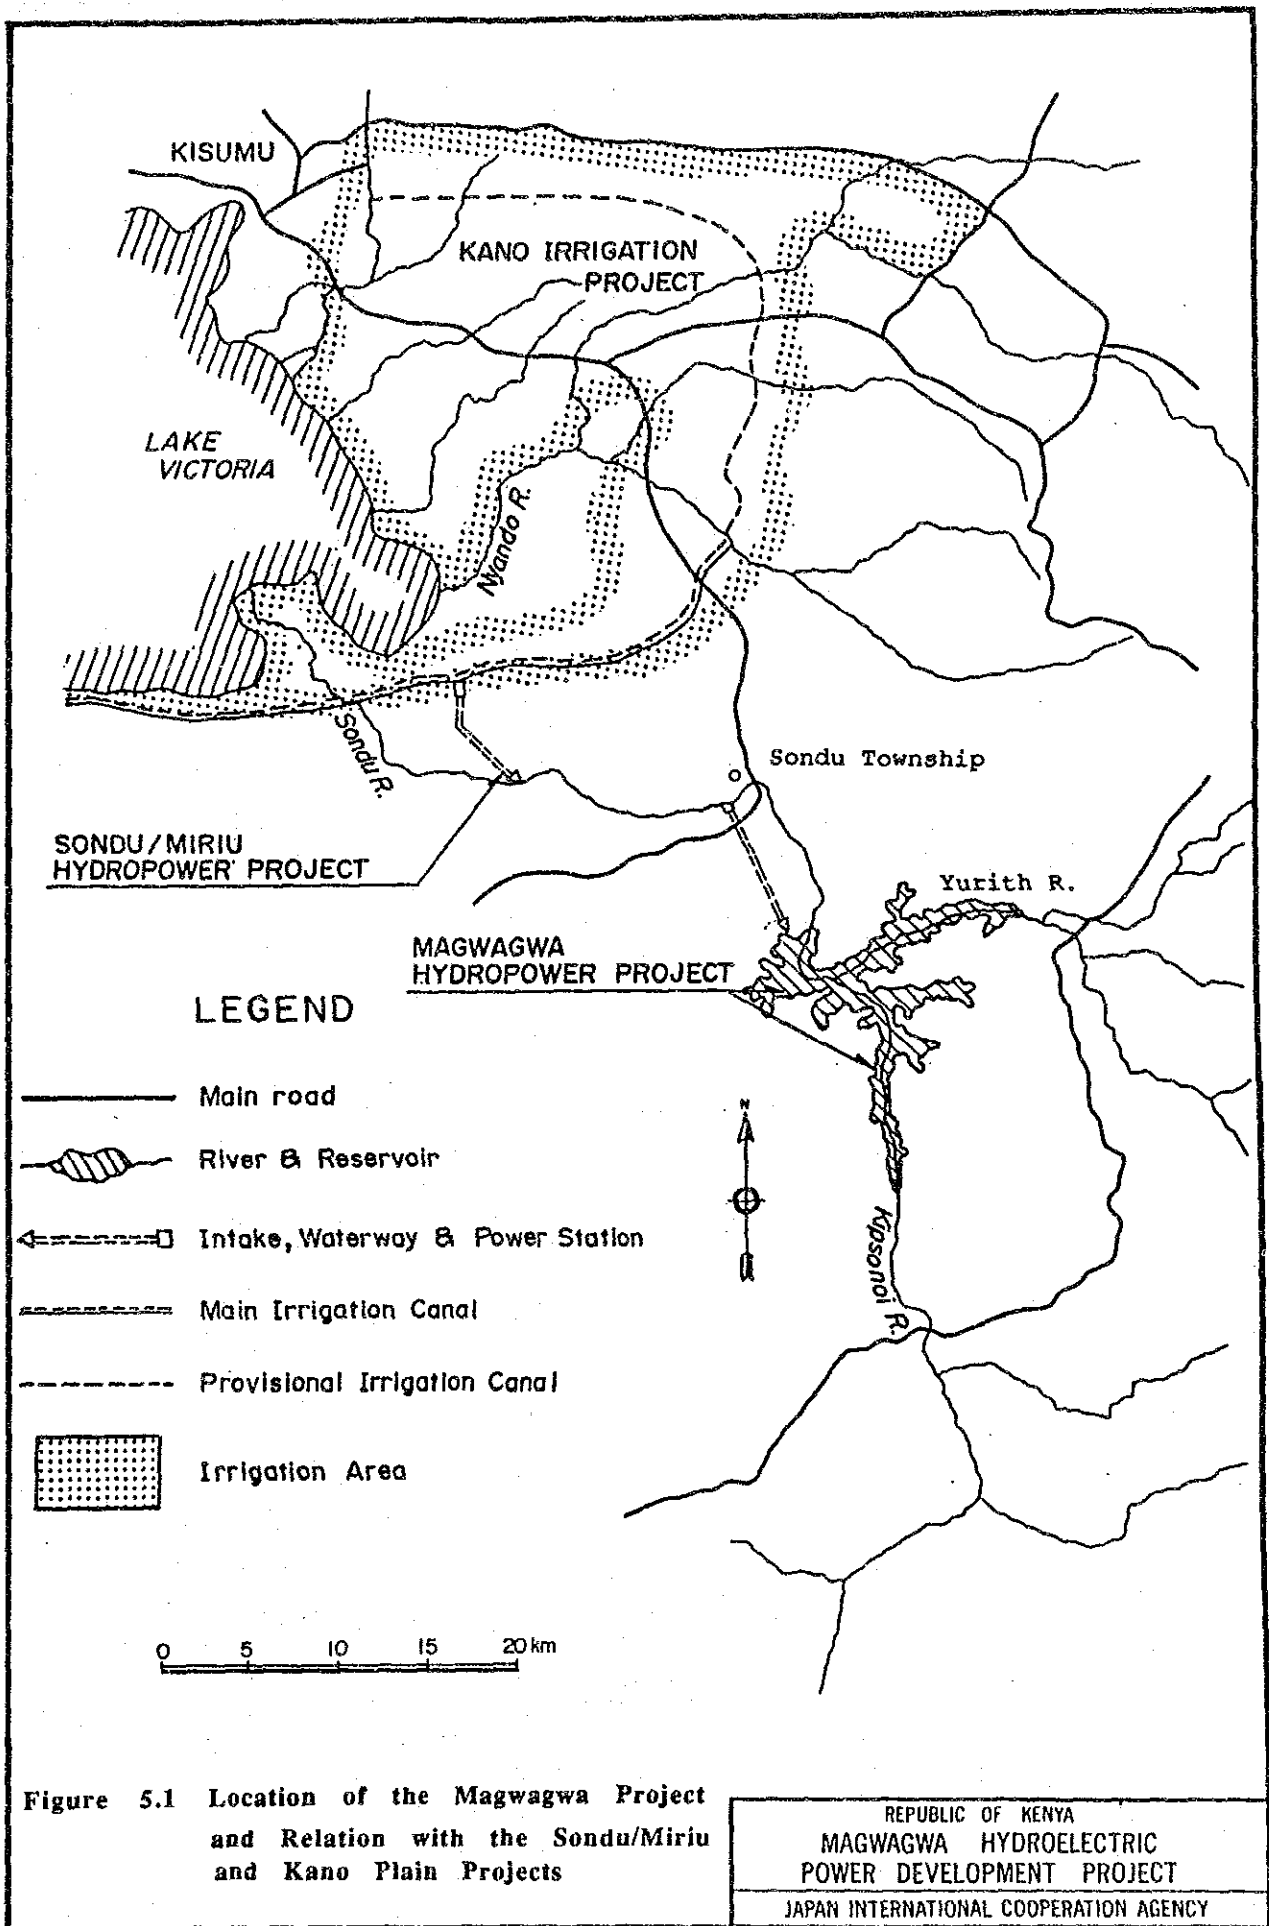 KISUMU
KANO IRRIGATION
PROJECT
LAKE
VICTORIA
Nyando R.
Sondu R.
Sondu Township
SONDU/MIRIU
HYDROPOWER PROJECT
Yurith R.
MAGWAGWA
HYDROPOWER PROJECT
LEGEND
Main road
River & Reservoir
Intake, Waterway & Power Station
Main Irrigation Canal
Provisional Irrigation Canal
Irrigation Area
N
Kipsonoi R.
0 5 10 15 20 km
Figure 5.1 Location of the Magwagwa Project
and Relation with the Sondu/Miriu
and Kano Plain Projects
REPUBLIC OF KENYA
MAGWAGWA HYDROELECTRIC
POWER DEVELOPMENT PROJECT
JAPAN INTERNATIONAL COOPERATION AGENCY